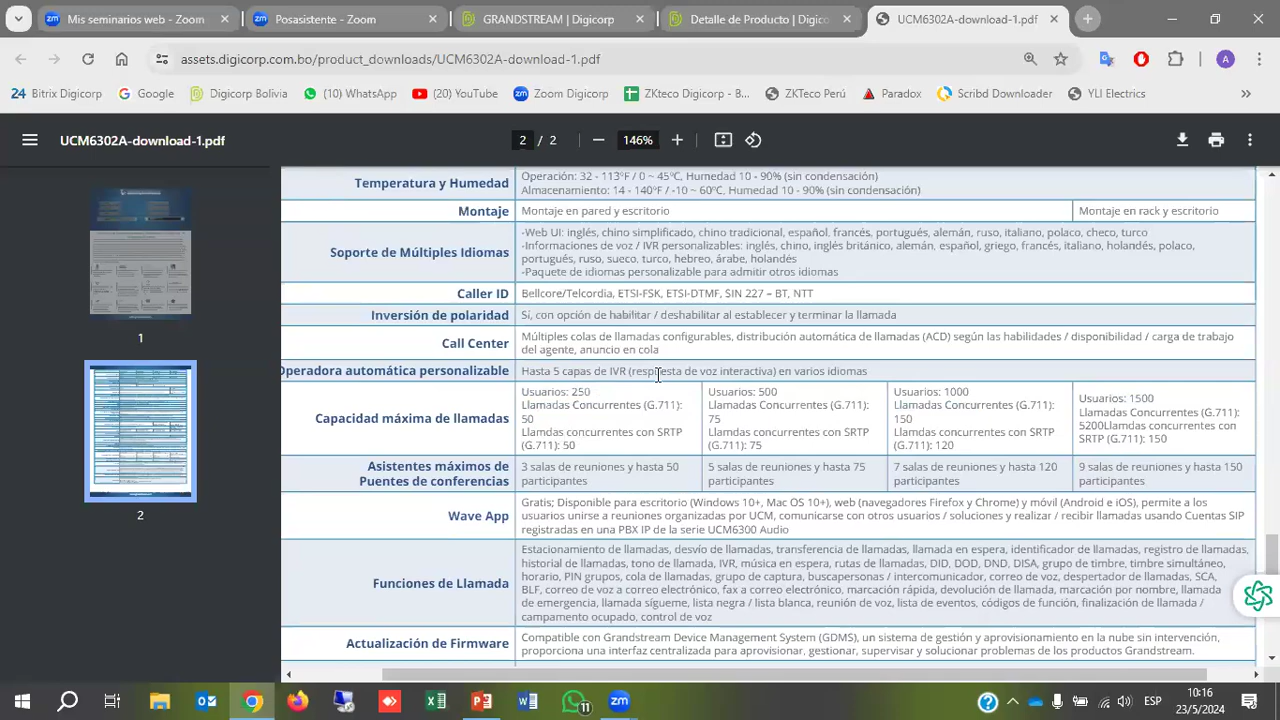 Mis seminarios web - Zoom
Posasistente - Zoom
GRANDSTREAM | Digicorp
Detalle de Producto | Digico
UCM6302A-download-1.pdf
assets.digicorp.com.bo/product_downloads/UCM6302A-download-1.pdf
A
24 Bitrix Digicorp
Google
Digicorp Bolivia
(10) WhatsApp
(20) YouTube
zm Zoom Digicorp
ZKteco Digicorp - B...
ZKTeco Perú
Paradox
Scribd Downloader
YLI Electrics
UCM6302A-download-1.pdf
2 / 2
146%
1
2
Temperatura y Humedad
Operación: 32 - 113°F / 0 ~ 45°C, Humedad 10 - 90% (sin condensación)
Almacenamiento: 14 - 140°F / -10 ~ 60°C, Humedad 10 - 90% (sin condensación)
Montaje
Montaje en pared y escritorio
Montaje en rack y escritorio
Soporte de Múltiples Idiomas
-Web UI: inglés, chino simplificado, chino tradicional, español, francés, portugués, alemán, ruso, italiano, polaco, checo, turco
-Informaciones de voz / IVR personalizables: inglés, chino, inglés británico, alemán, español, griego, francés, italiano, holandés, polaco,
portugués, ruso, sueco, turco, hebreo, árabe, holandés
-Paquete de idiomas personalizable para admitir otros idiomas
Caller ID
Bellcore/Telcordia, ETSI-FSK, ETSI-DTMF, SIN 227 – BT, NTT
Inversión de polaridad
Sí, con opción de habilitar / deshabilitar al establecer y terminar la llamada
Call Center
Múltiples colas de llamadas configurables, distribución automática de llamadas (ACD) según las habilidades / disponibilidad / carga de trabajo
del agente, anuncio en cola
Operadora automática personalizable
Hasta 5 capas de IVR (respuesta de voz interactiva) en varios idiomas
Capacidad máxima de llamadas
Usuarios: 250
Llamadas Concurrentes (G.711):
50
Llamdas concurrentes con SRTP
(G.711): 50
Usuarios: 500
Llamadas Concurrentes (G.711):
75
Llamdas concurrentes con SRTP
(G.711): 75
Usuarios: 1000
Llamadas Concurrentes (G.711):
150
Llamdas concurrentes con SRTP
(G.711): 120
Usuarios: 1500
Llamadas Concurrentes (G.711):
5200Llamdas concurrentes con
SRTP (G.711): 150
Asistentes máximos de
Puentes de conferencias
3 salas de reuniones y hasta 50
participantes
5 salas de reuniones y hasta 75
participantes
7 salas de reuniones y hasta 120
participantes
9 salas de reuniones y hasta 150
participantes
Wave App
Gratis; Disponible para escritorio (Windows 10+, Mac OS 10+), web (navegadores Firefox y Chrome) y móvil (Android e iOS), permite a los
usuarios unirse a reuniones organizadas por UCM, comunicarse con otros usuarios / soluciones y realizar / recibir llamadas usando Cuentas SIP
registradas en una PBX IP de la serie UCM6300 Audio
Funciones de Llamada
Estacionamiento de llamadas, desvío de llamadas, transferencia de llamadas, llamada en espera, identificador de llamadas, registro de llamadas,
historial de llamadas, tono de llamada, IVR, música en espera, rutas de llamadas, DID, DOD, DND, DISA, grupo de timbre, timbre simultáneo,
horario, PIN grupos, cola de llamadas, grupo de captura, buscapersonas / intercomunicador, correo de voz, despertador de llamadas, SCA,
BLF, correo de voz a correo electrónico, fax a correo electrónico, marcación rápida, devolución de llamada, marcación por nombre, llamada
de emergencia, llamada sígueme, lista negra / lista blanca, reunión de voz, lista de eventos, códigos de función, finalización de llamada /
campamento ocupado, control de voz
Actualización de Firmware
Compatible con Grandstream Device Management System (GDMS), un sistema de gestión y aprovisionamiento en la nube sin intervención,
proporciona una interfaz centralizada para aprovisionar, gestionar, supervisar y solucionar problemas de los productos Grandstream.
11
ESP
10:16
23/5/2024